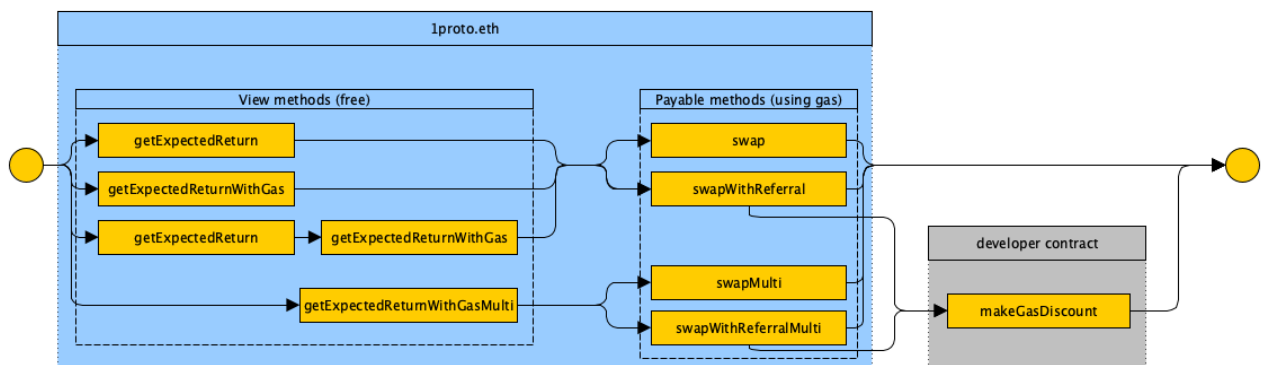 1proto.eth
View methods (free)
Payable methods (using gas)
getExpectedReturn
swap
getExpectedReturnWithGas
swapWithReferral
getExpectedReturn
getExpectedReturnWithGas
developer contract
swapMulti
getExpectedReturnWithGasMulti
makeGasDiscount
swapWithReferralMulti